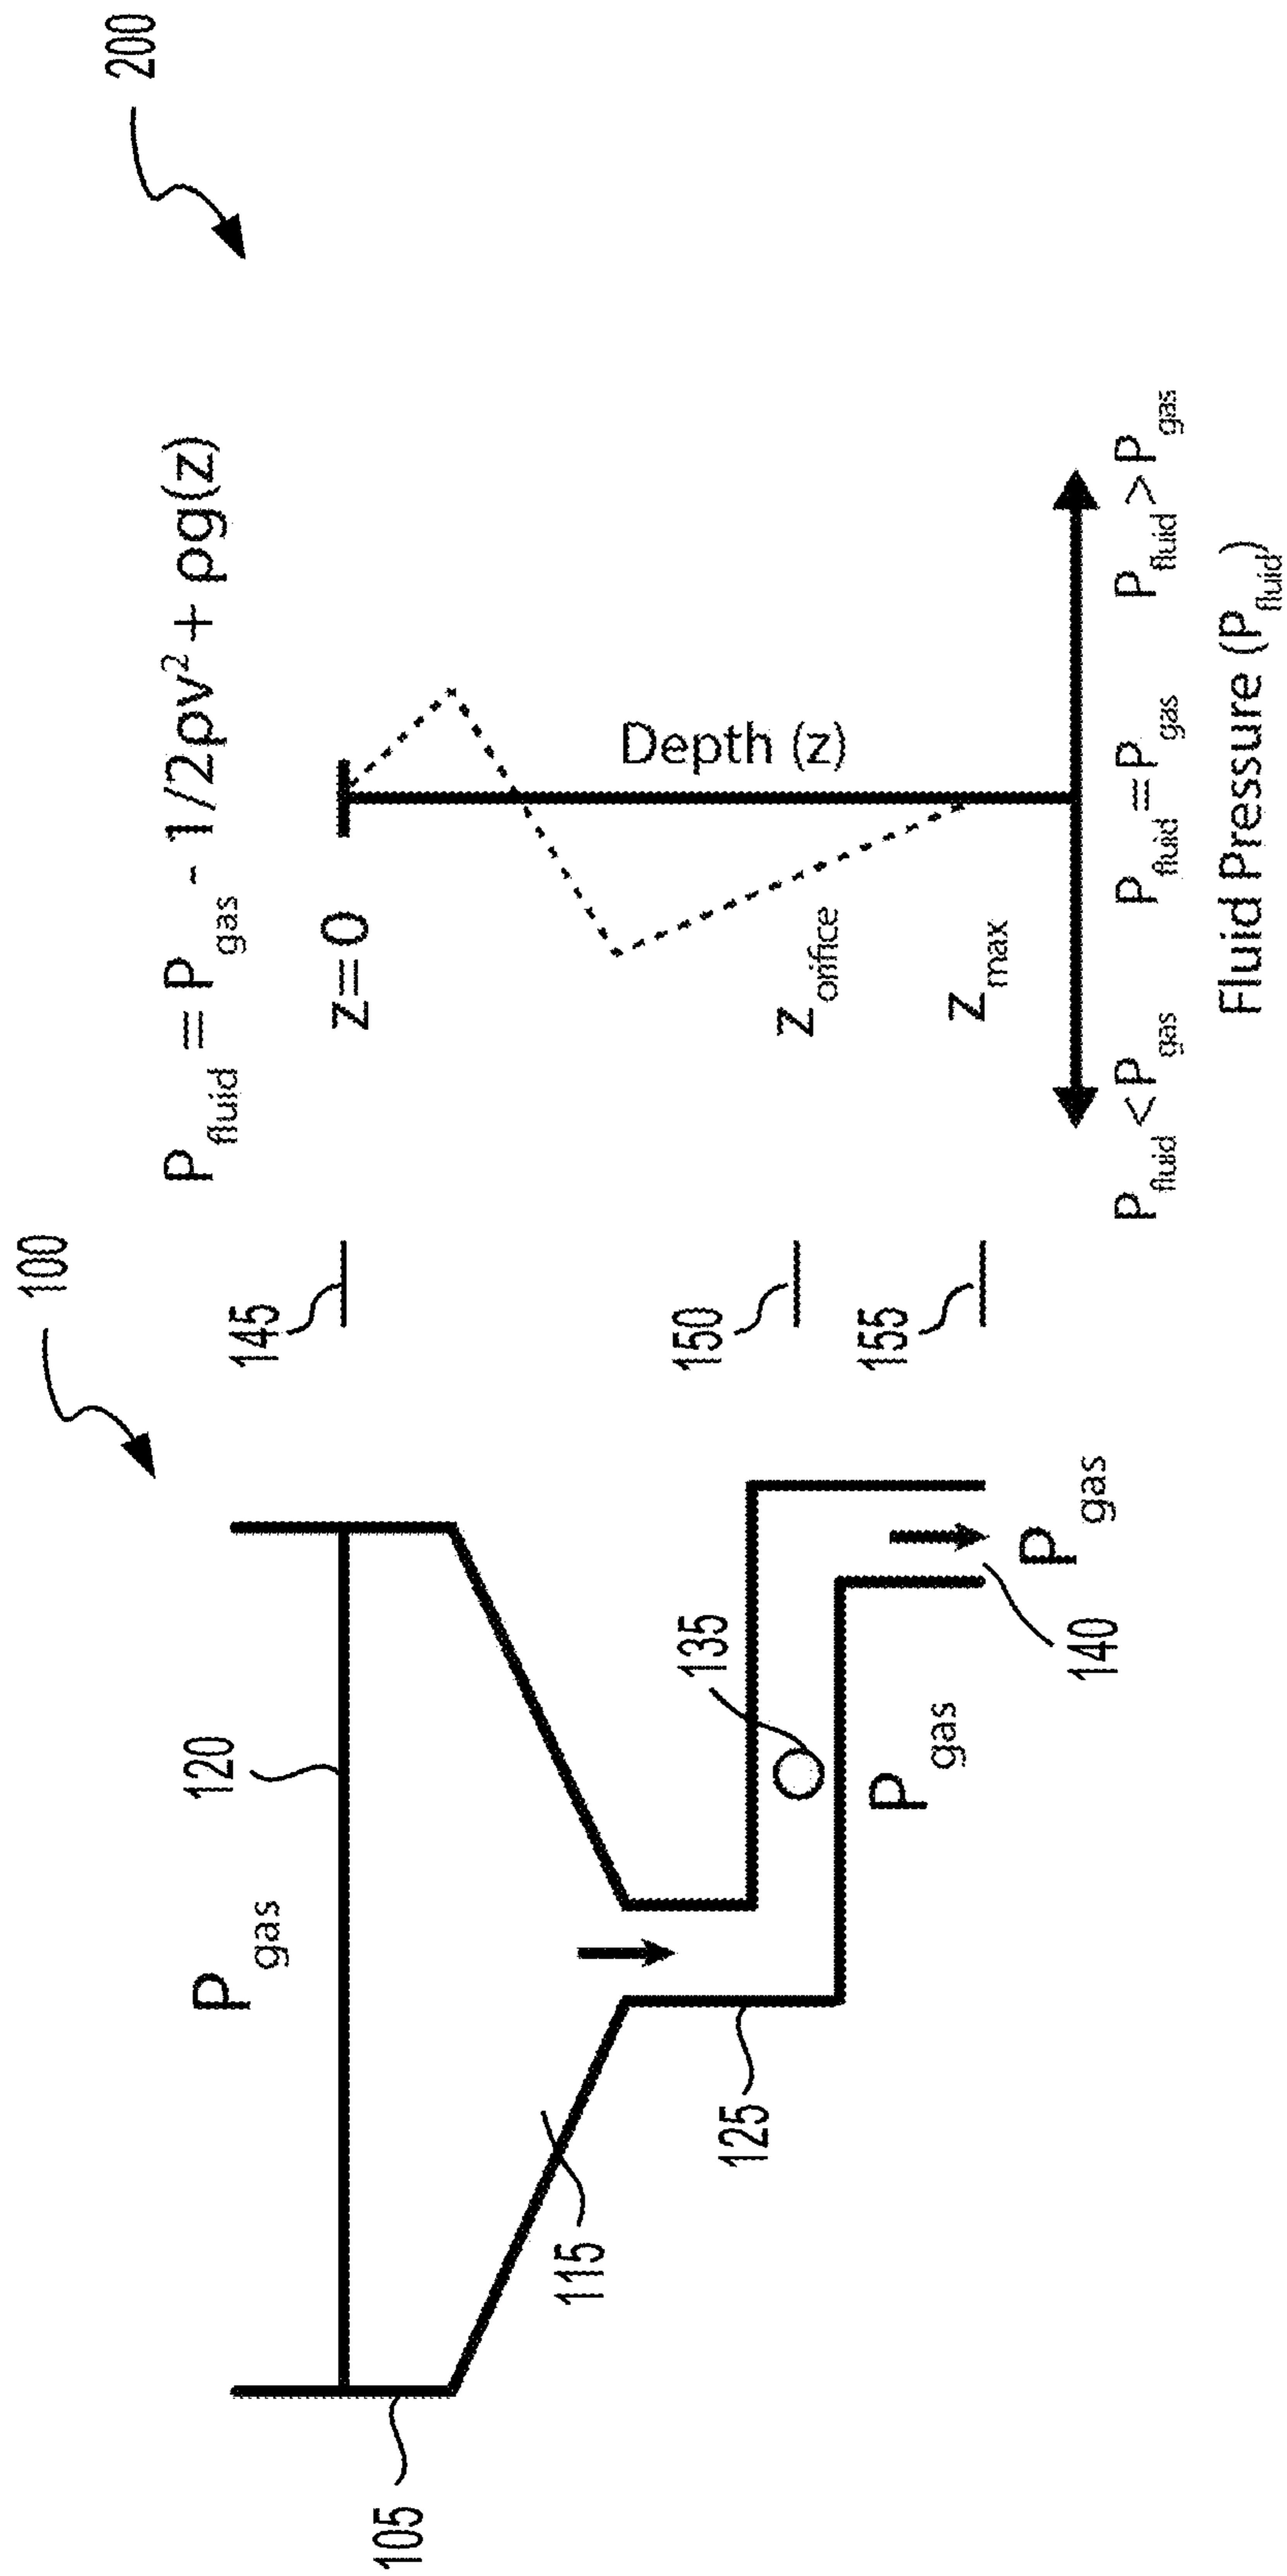 100
200
P_gas
120
105
115
125
135
P_gas
140
P_gas
145
150
155
P_fluid = P_gas - 1/2ρv² + ρg(z)
z=0
Depth (z)
z_orifice
z_max
P_fluid < P_gas
P_fluid = P_gas
P_fluid > P_gas
Fluid Pressure (P_fluid)